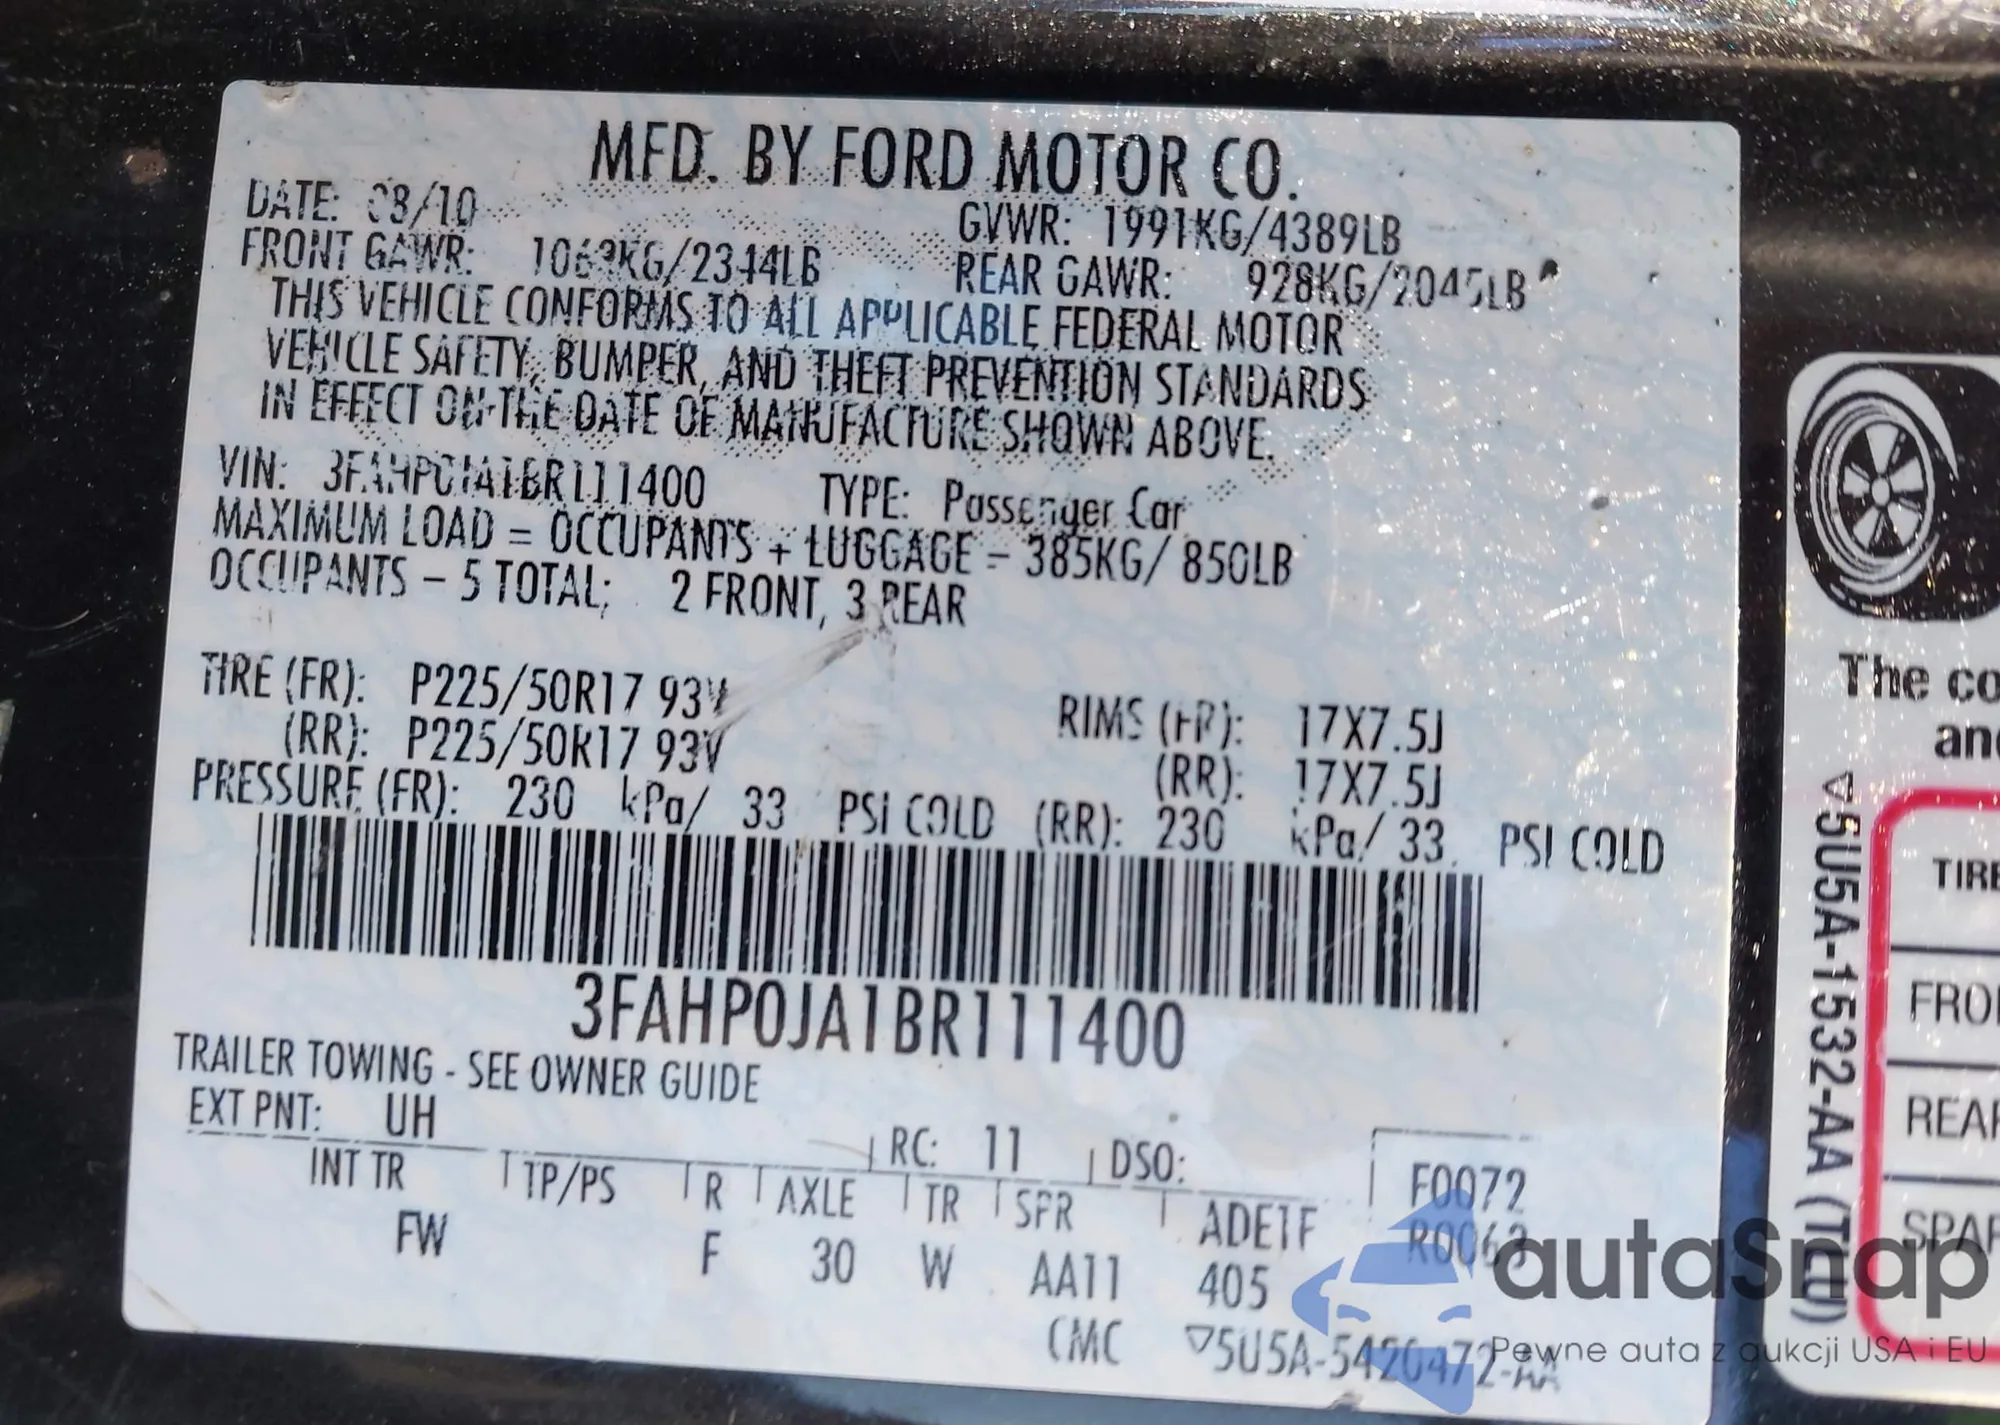 MFD. BY FORD MOTOR CO.
DATE: 08/10
GVWR: 1991KG/4389LB
FRONT GAWR: 1063KG/2344LB
REAR GAWR: 928KG/2045LB
THIS VEHICLE CONFORMS TO ALL APPLICABLE FEDERAL MOTOR
VEHICLE SAFETY, BUMPER, AND THEFT PREVENTION STANDARDS
IN EFFECT ON THE DATE OF MANUFACTURE SHOWN ABOVE.
VIN: 3FAHP0JA1BR111400 TYPE: Passenger Car
MAXIMUM LOAD = OCCUPANTS + LUGGAGE = 385KG/ 850LB
OCCUPANTS – 5 TOTAL; 2 FRONT, 3 REAR
TIRE (FR): P225/50R17 93V RIMS (FR): 17X7.5J
(RR): P225/50R17 93V (RR): 17X7.5J
PRESSURE (FR): 230 kPa/ 33 PSI COLD (RR): 230 kPa/ 33 PSI COLD
3FAHP0JA1BR111400
TRAILER TOWING - SEE OWNER GUIDE
EXT PNT: UH RC: 11 DSO: F0072
R0063
INT TR TP/PS R AXLE TR SPR ADE1F
FW F 30 W AA11 405
CMC ▽5U5A-5420472-AA
The co
and
▽5U5A-1532-AA (TLU)
TIRE
FRO
REAR
SPAR
autaSnap
Pewne auta z aukcji USA i EU